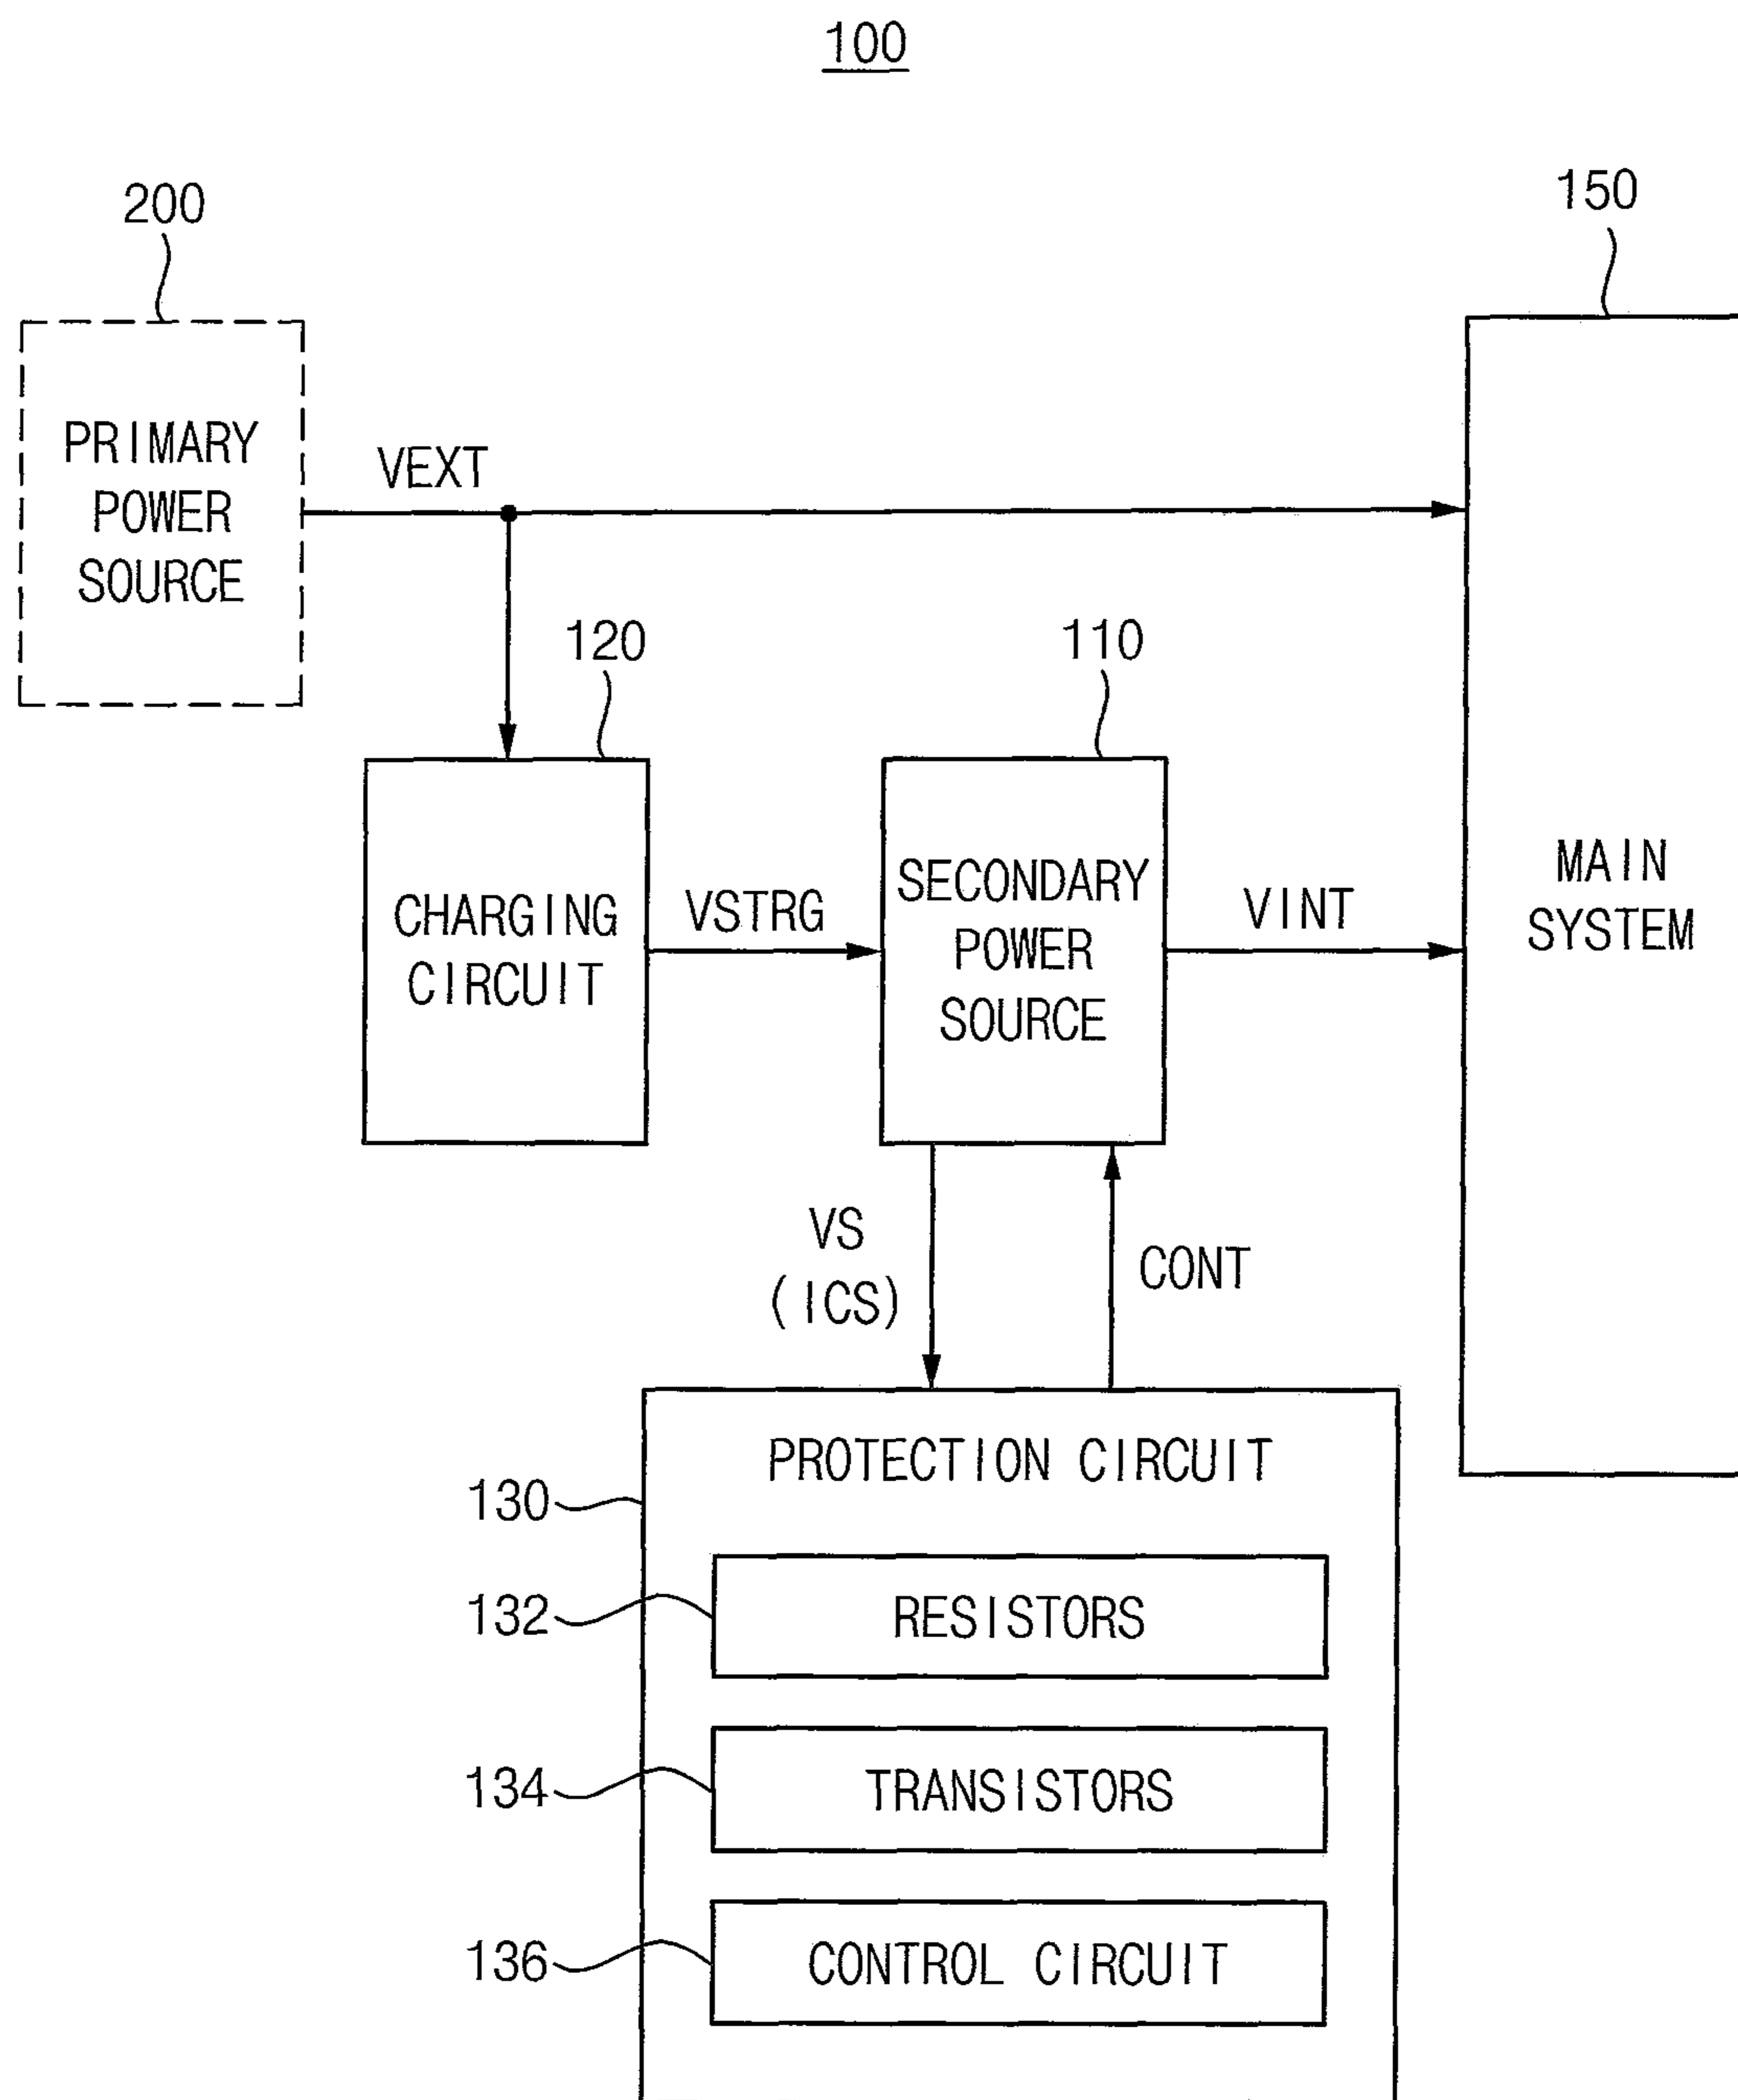 100
200
150
PRIMARY
POWER
SOURCE
VEXT
120
110
CHARGING
CIRCUIT
VSTRG
SECONDARY
POWER
SOURCE
VINT
MAIN
SYSTEM
VS
(ICS)
CONT
PROTECTION CIRCUIT
130
132
RESISTORS
134
TRANSISTORS
136
CONTROL CIRCUIT